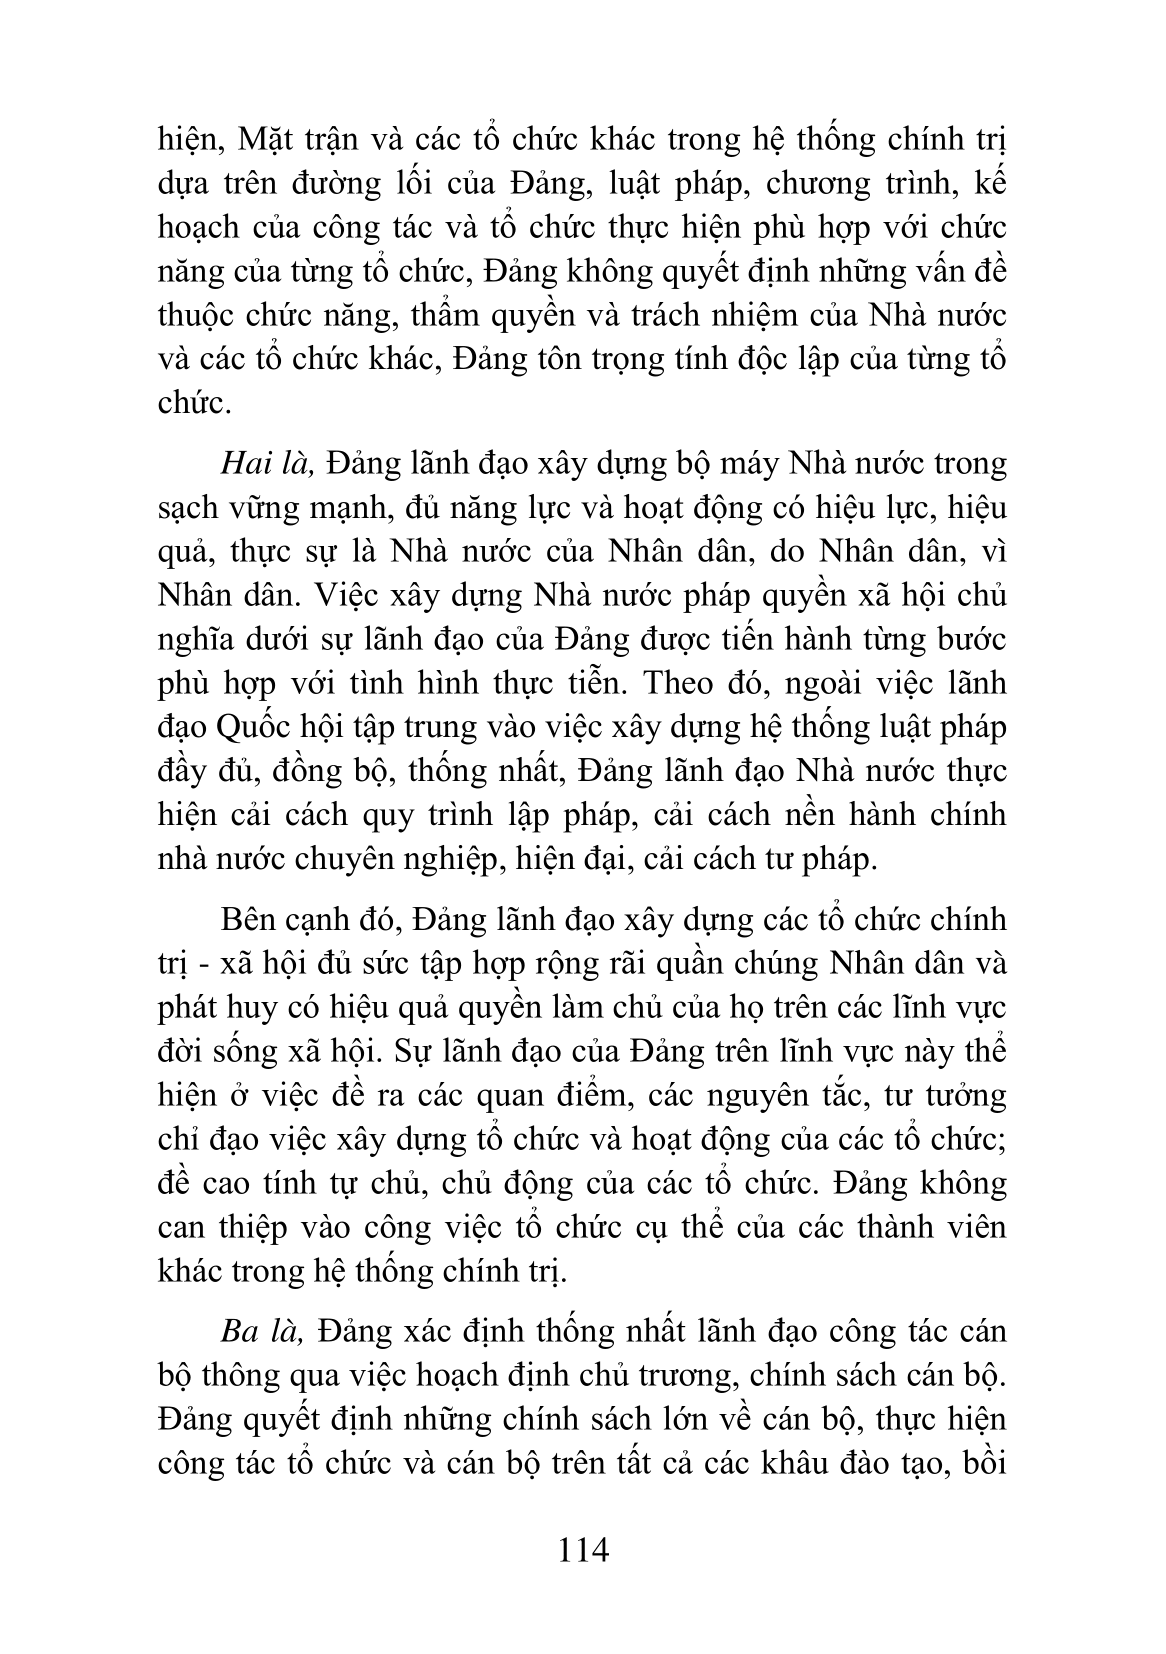 hiện, Mặt trận và các tổ chức khác trong hệ thống chính trị
dựa trên đường lối của Đảng, luật pháp, chương trình, kế
hoạch của công tác và tổ chức thực hiện phù hợp với chức
năng của từng tổ chức, Đảng không quyết định những vấn đề
thuộc chức năng, thẩm quyền và trách nhiệm của Nhà nước
và các tổ chức khác, Đảng tôn trọng tính độc lập của từng tổ
chức.
Hai là, Đảng lãnh đạo xây dựng bộ máy Nhà nước trong
sạch vững mạnh, đủ năng lực và hoạt động có hiệu lực, hiệu
quả, thực sự là Nhà nước của Nhân dân, do Nhân dân, vì
Nhân dân. Việc xây dựng Nhà nước pháp quyền xã hội chủ
nghĩa dưới sự lãnh đạo của Đảng được tiến hành từng bước
phù hợp với tình hình thực tiễn. Theo đó, ngoài việc lãnh
đạo Quốc hội tập trung vào việc xây dựng hệ thống luật pháp
đầy đủ, đồng bộ, thống nhất, Đảng lãnh đạo Nhà nước thực
hiện cải cách quy trình lập pháp, cải cách nền hành chính
nhà nước chuyên nghiệp, hiện đại, cải cách tư pháp.
Bên cạnh đó, Đảng lãnh đạo xây dựng các tổ chức chính
trị - xã hội đủ sức tập hợp rộng rãi quần chúng Nhân dân và
phát huy có hiệu quả quyền làm chủ của họ trên các lĩnh vực
đời sống xã hội. Sự lãnh đạo của Đảng trên lĩnh vực này thể
hiện ở việc đề ra các quan điểm, các nguyên tắc, tư tưởng
chỉ đạo việc xây dựng tổ chức và hoạt động của các tổ chức;
đề cao tính tự chủ, chủ động của các tổ chức. Đảng không
can thiệp vào công việc tổ chức cụ thể của các thành viên
khác trong hệ thống chính trị.
Ba là, Đảng xác định thống nhất lãnh đạo công tác cán
bộ thông qua việc hoạch định chủ trương, chính sách cán bộ.
Đảng quyết định những chính sách lớn về cán bộ, thực hiện
công tác tổ chức và cán bộ trên tất cả các khâu đào tạo, bồi
114